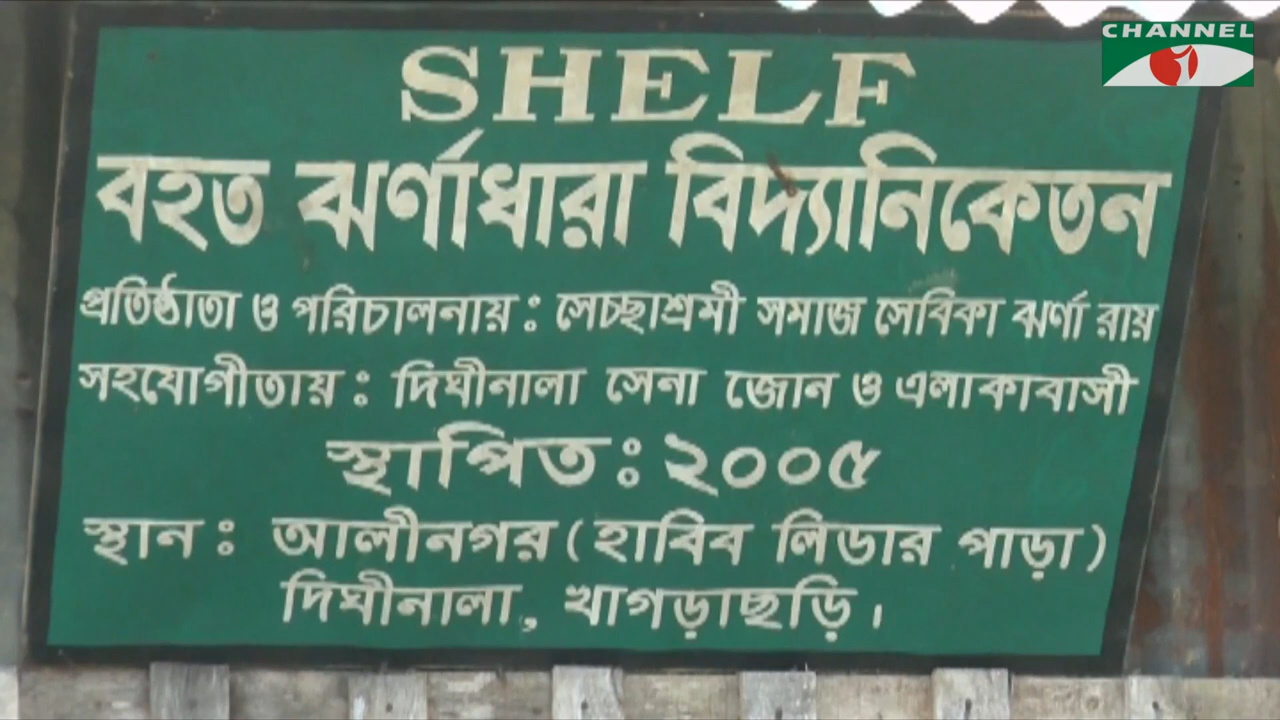 CHANNEL
SHELF
বহত ঝর্ণাধারা বিদ্যানিকেতন
প্রতিষ্ঠাতা ও পরিচালনায় : সেচ্ছাশ্রমী সমাজ সেবিকা ঝর্ণা রায়
সহযোগীতায় : দিঘীনালা সেনা জোন ও এলাকাবাসী
স্থাপিত : ২০০৫
স্থান : আলীনগর (হাবিব লিডার পাড়া)
দিঘীনালা, খাগড়াছড়ি।